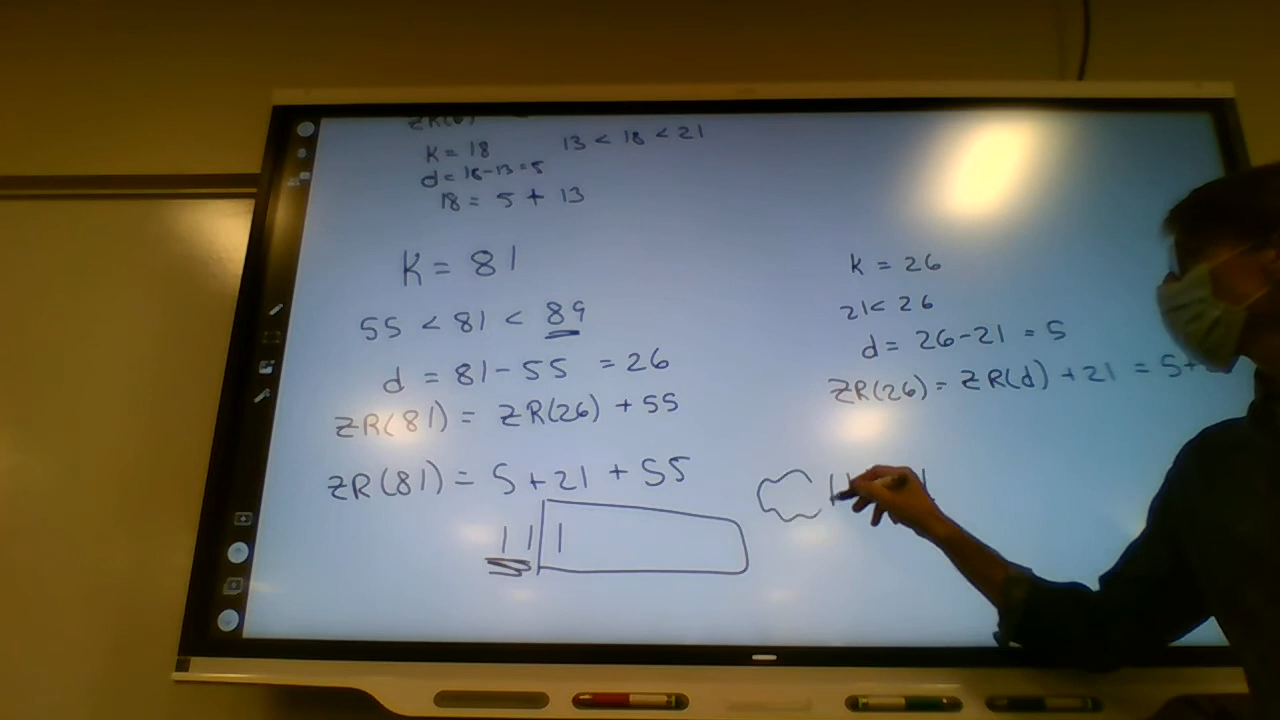 K = 18 13 < 18 < 21
d = 18-13=5
18 = 5 + 13
K = 81
55 < 81 < 89
d = 81-55 = 26
ZR(81) = ZR(26) + 55
ZR(81) = 5+21 + 55
11 1
K = 26
21< 26
d = 26-21 = 5
ZR(26) = ZR(d) +21 = 5+